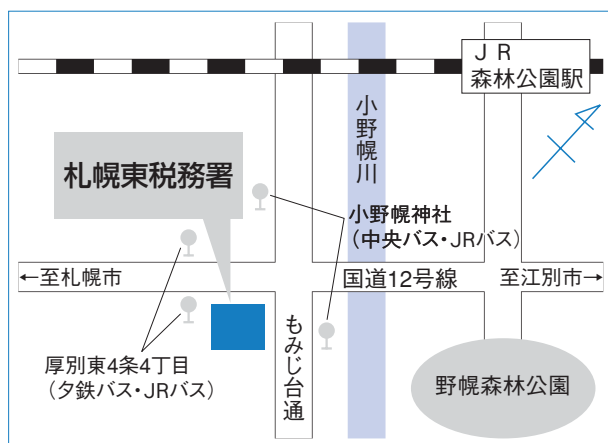 JR
森林公園駅
小野幌川
札幌東税務署
小野幌神社
（中央バス・JRバス）
←至札幌市
国道12号線
至江別市→
もみじ台通
厚別東4条4丁目
（夕鉄バス・JRバス）
野幌森林公園